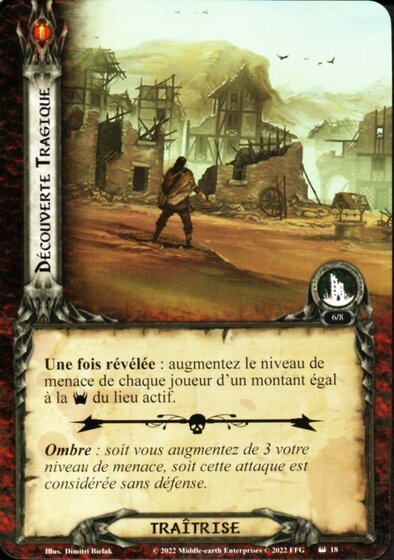 DÉCOUVERTE TRAGIQUE
6/8
Une fois révélée : augmentez le niveau de
menace de chaque joueur d'un montant égal
à la du lieu actif.
Ombre : soit vous augmentez de 3 votre
niveau de menace, soit cette attaque est
considérée sans défense.
TRAÎTRISE
Illus. Dimitri Bielak © 2022 Middle-earth Enterprises © 2022 FFG 18